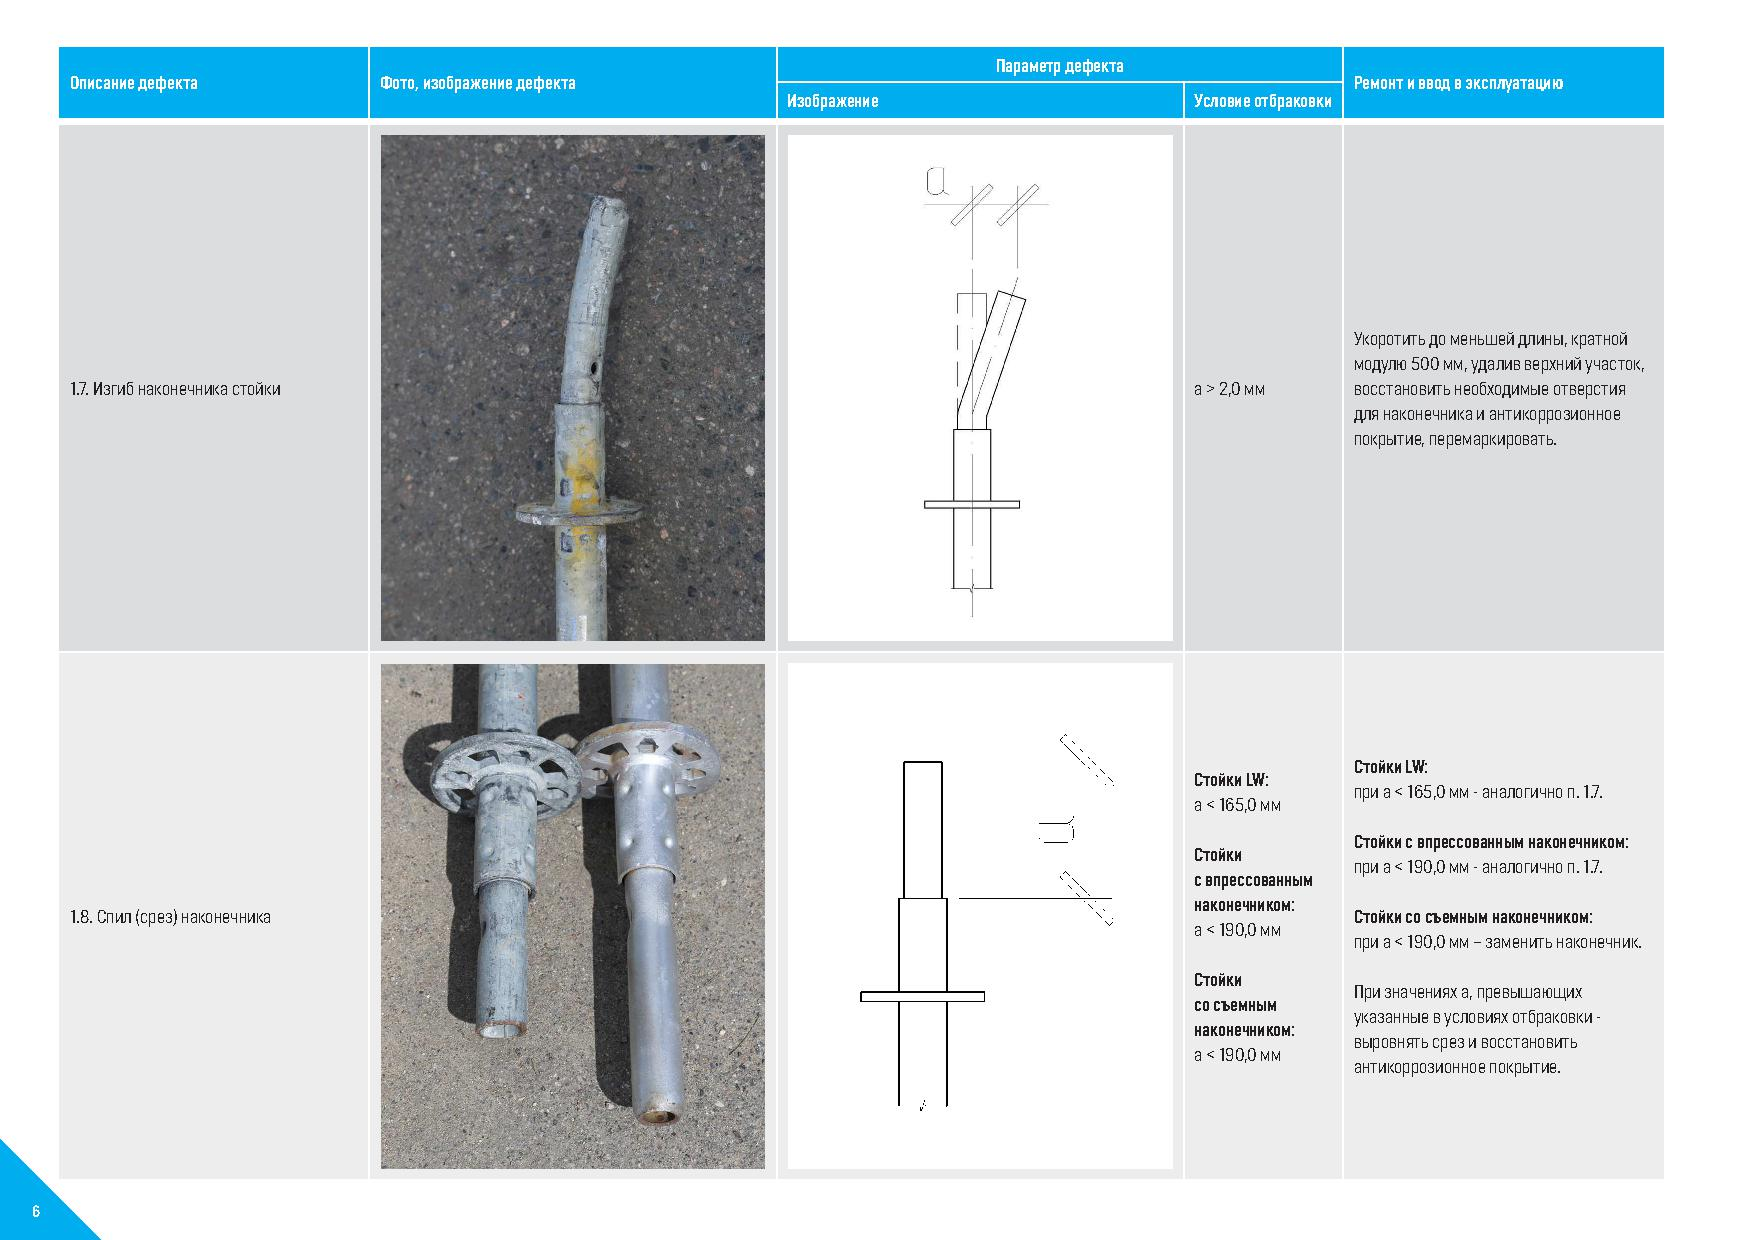 Описание дефекта
Фото, изображение дефекта
Параметр дефекта
Изображение
Условие отбраковки
Ремонт и ввод в эксплуатацию
1.7. Изгиб наконечника стойки
a
a > 2,0 мм
Укоротить до меньшей длины, кратной
модулю 500 мм, удалив верхний участок,
восстановить необходимые отверстия
для наконечника и антикоррозионное
покрытие, перемаркировать.
1.8. Спил (срез) наконечника
a
Стойки LW:
a < 165,0 мм
Стойки
с впрессованным
наконечником:
a < 190,0 мм
Стойки
со съемным
наконечником:
a < 190,0 мм
Стойки LW:
при a < 165,0 мм - аналогично п. 1.7.
Стойки с впрессованным наконечником:
при a < 190,0 мм - аналогично п. 1.7.
Стойки со съемным наконечником:
при a < 190,0 мм – заменить наконечник.
При значениях a, превышающих
указанные в условиях отбраковки -
выровнять срез и восстановить
антикоррозионное покрытие.
6